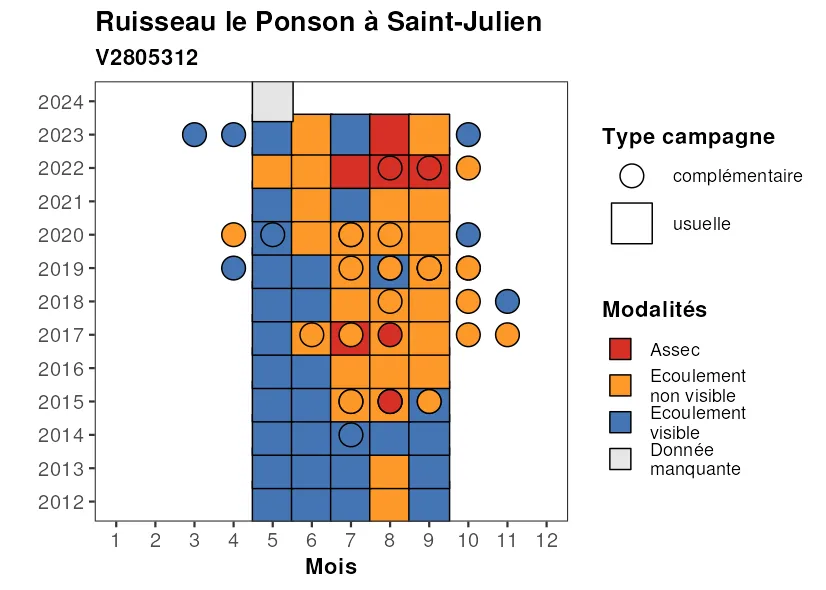 Ruisseau le Ponson à Saint-Julien
V2805312
2024
2023
2022
2021
2020
2019
2018
2017
2016
2015
2014
2013
2012
1 2 3 4 5 6 7 8 9 10 11 12
Mois
Type campagne
complémentaire
usuelle
Modalités
Assec
Ecoulement
non visible
Ecoulement
visible
Donnée
manquante